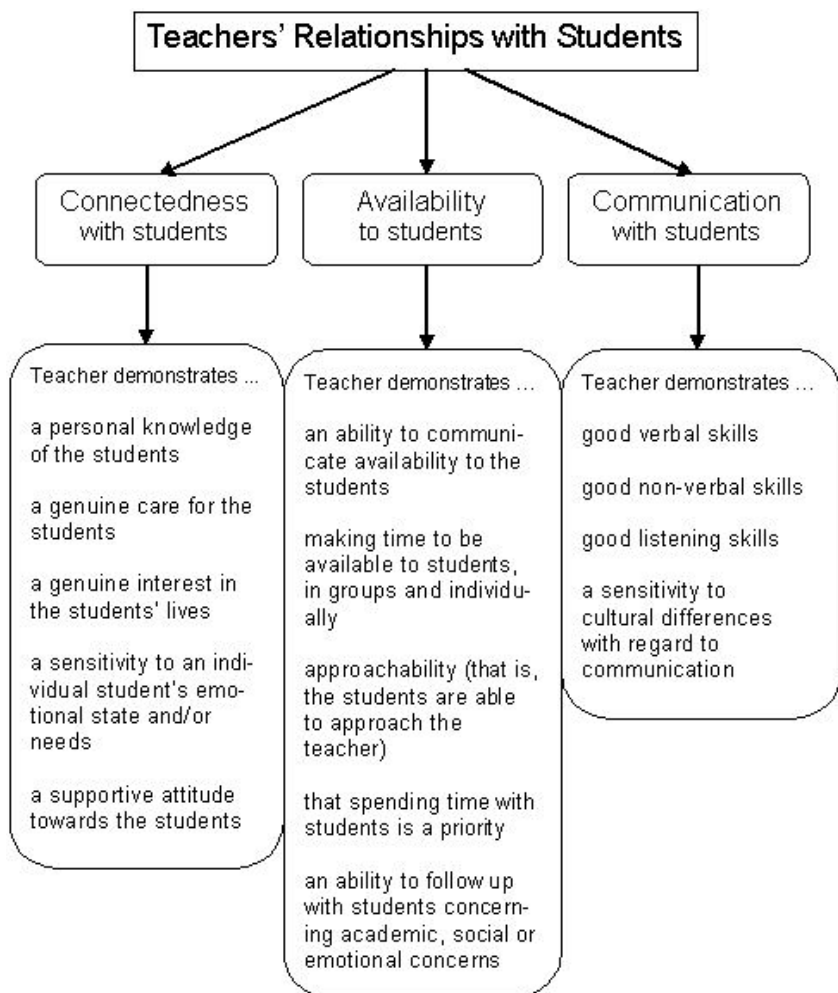 Teachers' Relationships with Students
Connectedness
with students
Availability
to students
Communication
with students
Teacher demonstrates ...
a personal knowledge
of the students
a genuine care for the
students
a genuine interest in
the students' lives
a sensitivity to an indi-
vidual student's emo-
tional state and/or
needs
a supportive attitude
towards the students
Teacher demonstrates ...
an ability to communi-
cate availability to the
students
making time to be
available to students,
in groups and individu-
ally
approachability (that is,
the students are able
to approach the
teacher)
that spending time with
students is a priority
an ability to follow up
with students concern-
ing academic, social or
emotional concerns
Teacher demonstrates ...
good verbal skills
good non-verbal skills
good listening skills
a sensitivity to
cultural differences
with regard to
communication